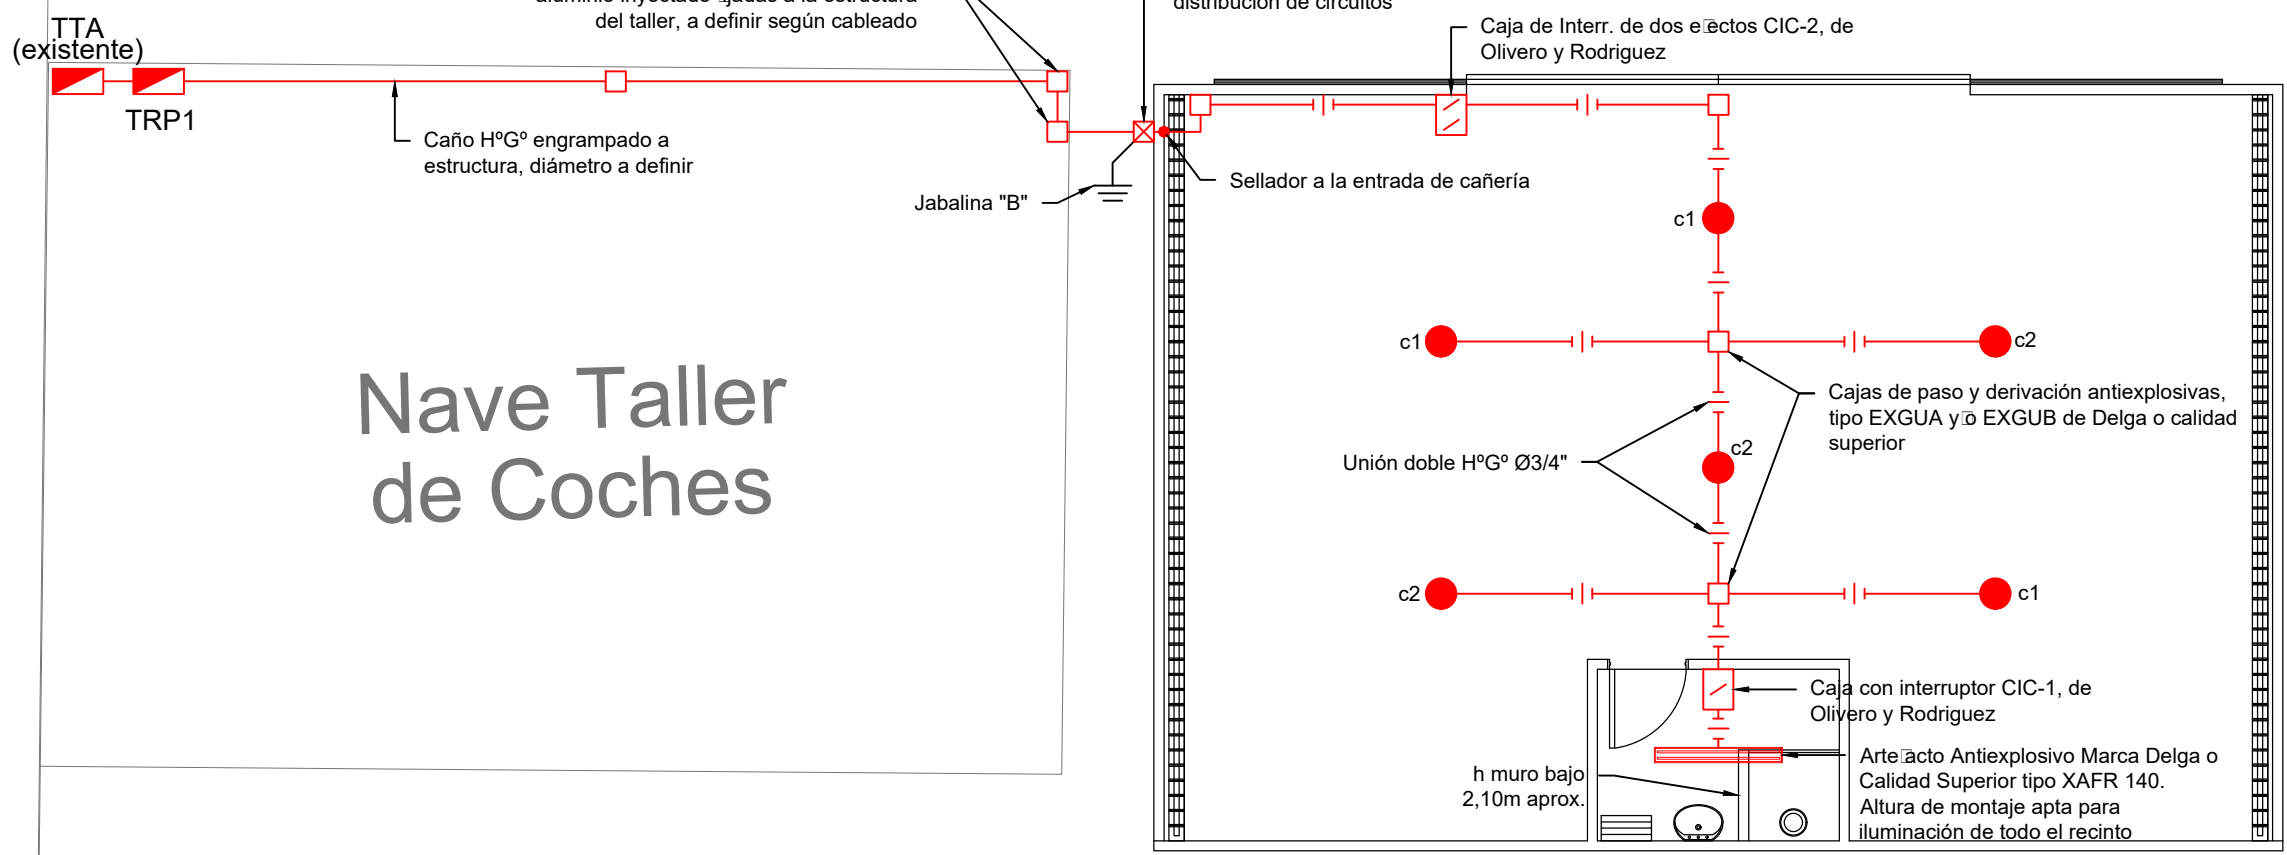 del taller, a definir según cableado
distribución de circuitos
TTA
(existente)
TRP1
Caño HºGº engrampado a
estructura, diámetro a definir
Jabalina "B"
Sellador a la entrada de cañería
Caja de Interr. de dos e ectos CIC-2, de
Olivero y Rodriguez
c1
c1
c2
Nave Taller
de Coches
Cajas de paso y derivación antiexplosivas,
tipo EXGUA y o EXGUB de Delga o calidad
superior
Unión doble HºGº Ø3/4"
c2
c2
c1
Caja con interruptor CIC-1, de
Olivero y Rodriguez
h muro bajo
2,10m aprox.
Arte acto Antiexplosivo Marca Delga o
Calidad Superior tipo XAFR 140.
Altura de montaje apta para
iluminación de todo el recinto